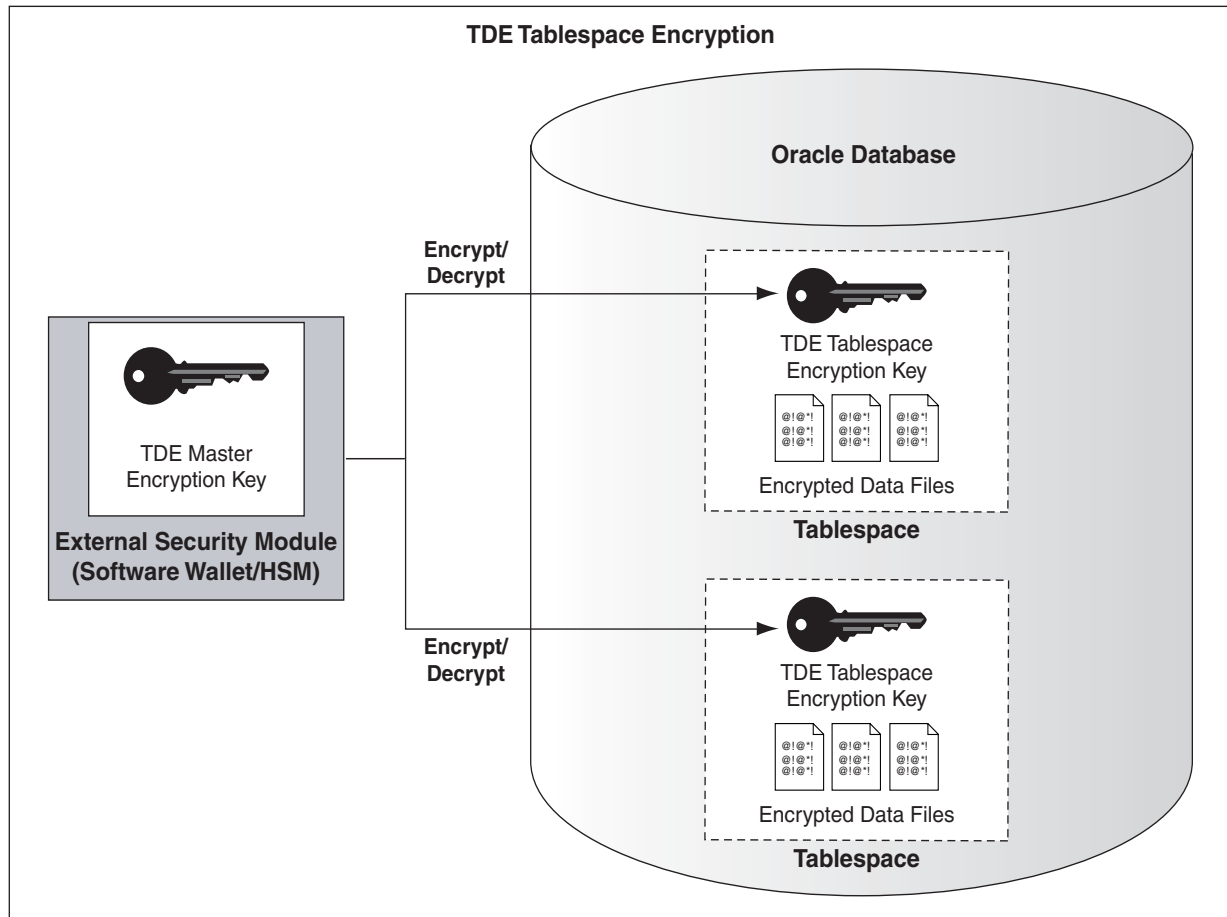 TDE Tablespace Encryption
Oracle Database
Encrypt/
Decrypt
TDE Tablespace
Encryption Key
@!@*! @!@*! @!@*!
@!@*! @!@*! @!@*!
@!@*! @!@*! @!@*!
Encrypted Data Files
Tablespace
TDE Master
Encryption Key
External Security Module
(Software Wallet/HSM)
Encrypt/
Decrypt
TDE Tablespace
Encryption Key
@!@*! @!@*! @!@*!
@!@*! @!@*! @!@*!
@!@*! @!@*! @!@*!
Encrypted Data Files
Tablespace